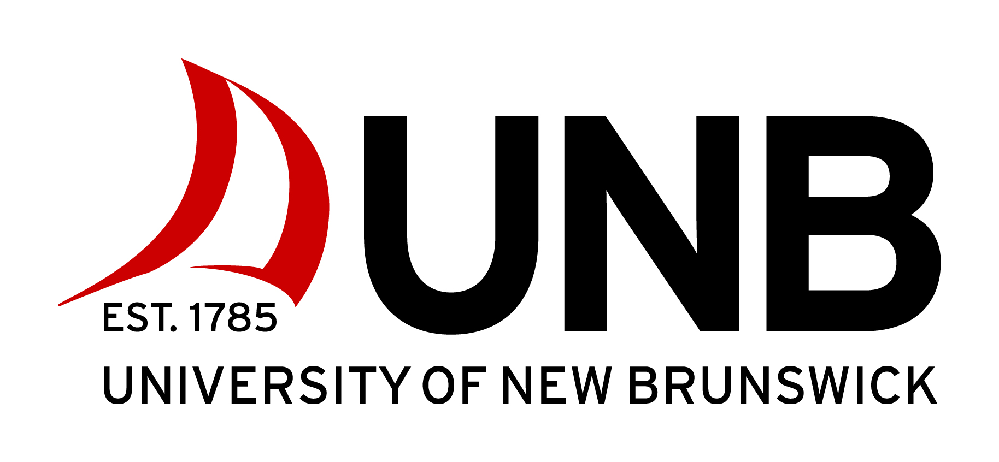 UNB
EST. 1785
UNIVERSITY OF NEW BRUNSWICK